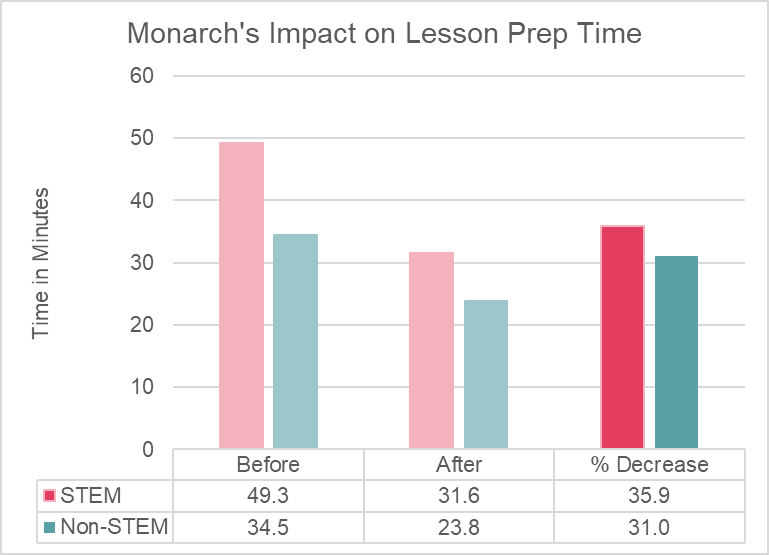 Monarch's Impact on Lesson Prep Time
60
50
40
30
20
10
0
Time in Minutes
Before After % Decrease
STEM 49.3 31.6 35.9
Non-STEM 34.5 23.8 31.0